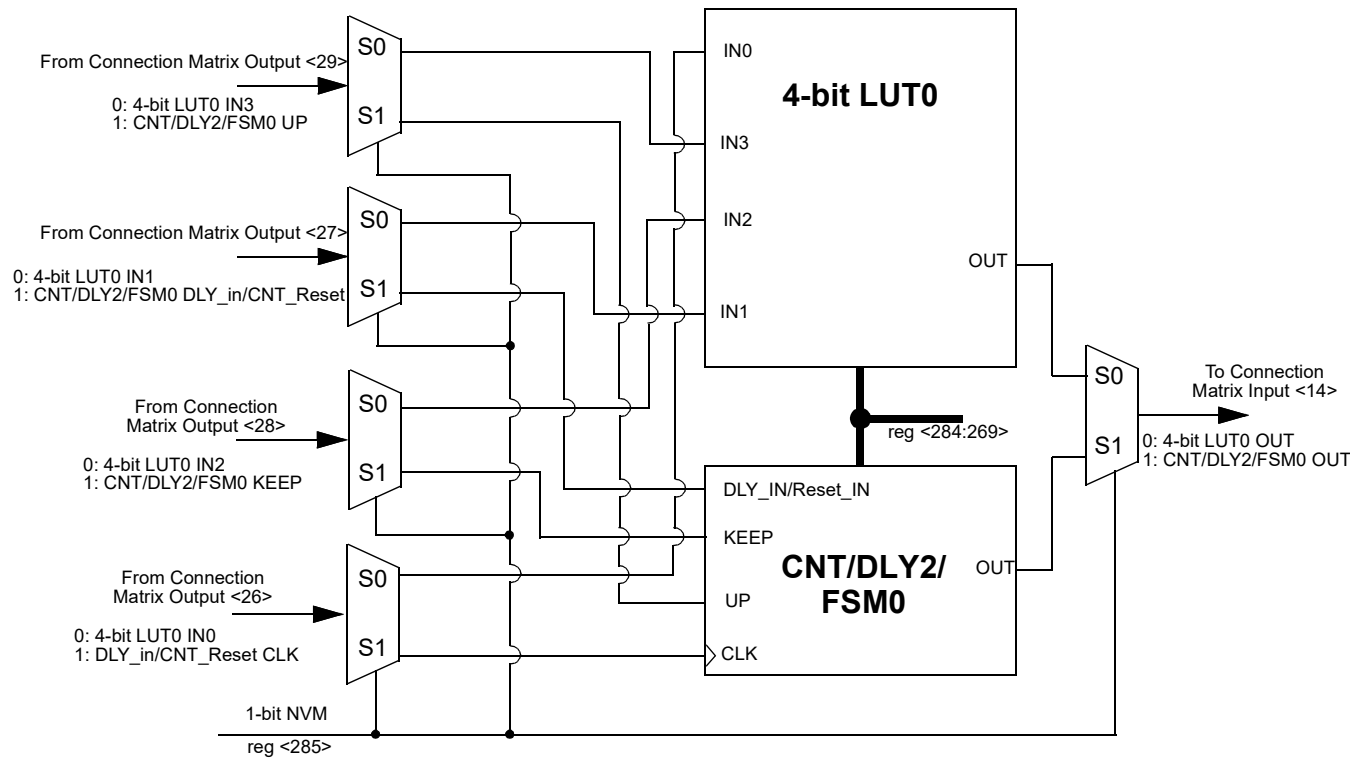 From Connection Matrix Output <29>
0: 4-bit LUT0 IN3
1: CNT/DLY2/FSM0 UP
S0
S1
From Connection Matrix Output <27>
0: 4-bit LUT0 IN1
1: CNT/DLY2/FSM0 DLY_in/CNT_Reset
S0
S1
From Connection
Matrix Output <28>
0: 4-bit LUT0 IN2
1: CNT/DLY2/FSM0 KEEP
S0
S1
From Connection
Matrix Output <26>
0: 4-bit LUT0 IN0
1: DLY_in/CNT_Reset CLK
S0
S1
1-bit NVM
reg <285>
IN0
4-bit LUT0
IN3
IN2
OUT
IN1
reg <284:269>
DLY_IN/Reset_IN
KEEP
CNT/DLY2/
FSM0
OUT
UP
CLK
S0
S1
To Connection
Matrix Input <14>
0: 4-bit LUT0 OUT
1: CNT/DLY2/FSM0 OUT